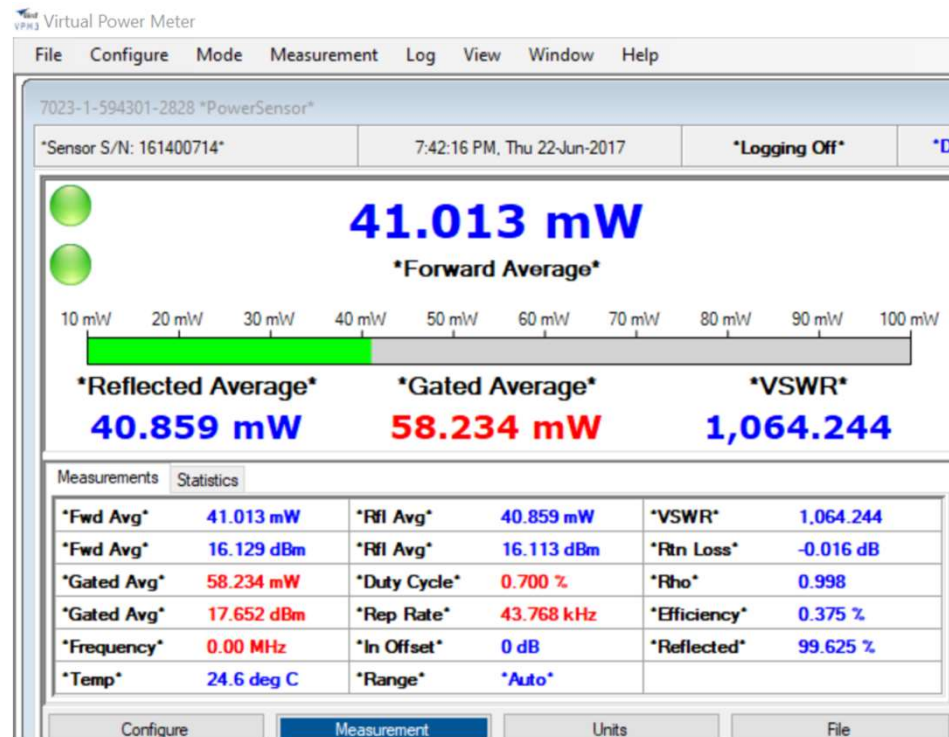 Bird
VPM3 Virtual Power Meter
File Configure Mode Measurement Log View Window Help
7023-1-594301-2828 *PowerSensor*
*Sensor S/N: 161400714* 7:42:16 PM, Thu 22-Jun-2017 *Logging Off* *D
41.013 mW
*Forward Average*
10 mW 20 mW 30 mW 40 mW 50 mW 60 mW 70 mW 80 mW 90 mW 100 mW
*Reflected Average* *Gated Average* *VSWR*
40.859 mW 58.234 mW 1,064.244
Measurements Statistics
*Fwd Avg* 41.013 mW *Rfl Avg* 40.859 mW *VSWR* 1,064.244
*Fwd Avg* 16.129 dBm *Rfl Avg* 16.113 dBm *Rtn Loss* -0.016 dB
*Gated Avg* 58.234 mW *Duty Cycle* 0.700 % *Rho* 0.998
*Gated Avg* 17.652 dBm *Rep Rate* 43.768 kHz *Efficiency* 0.375 %
*Frequency* 0.00 MHz *In Offset* 0 dB *Reflected* 99.625 %
*Temp* 24.6 deg C *Range* *Auto*
Configure Measurement Units File